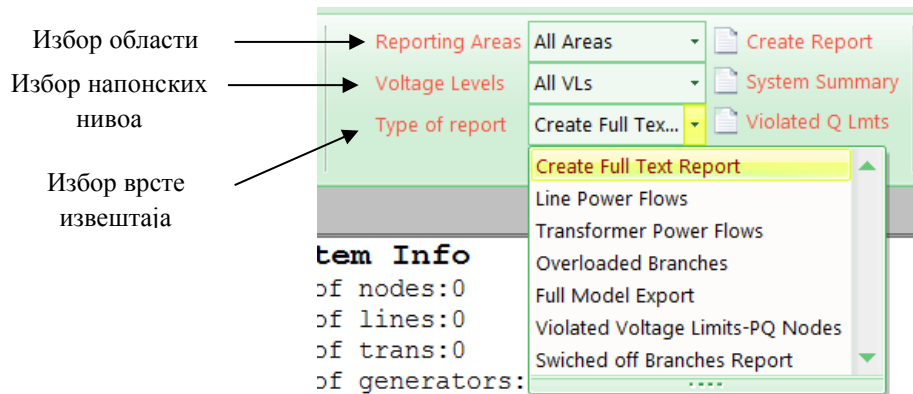 Избор области
Reporting Areas All Areas Create Report
Избор напонских
нивоа
Voltage Levels All VLs System Summary
Type of report Create Full Tex... Violated Q Lmts
Избор врсте
извештаја
Create Full Text Report
Line Power Flows
Transformer Power Flows
Overloaded Branches
Full Model Export
Violated Voltage Limits-PQ Nodes
Swiched off Branches Report
tem Info
of nodes:0
of lines:0
of trans:0
of generators: